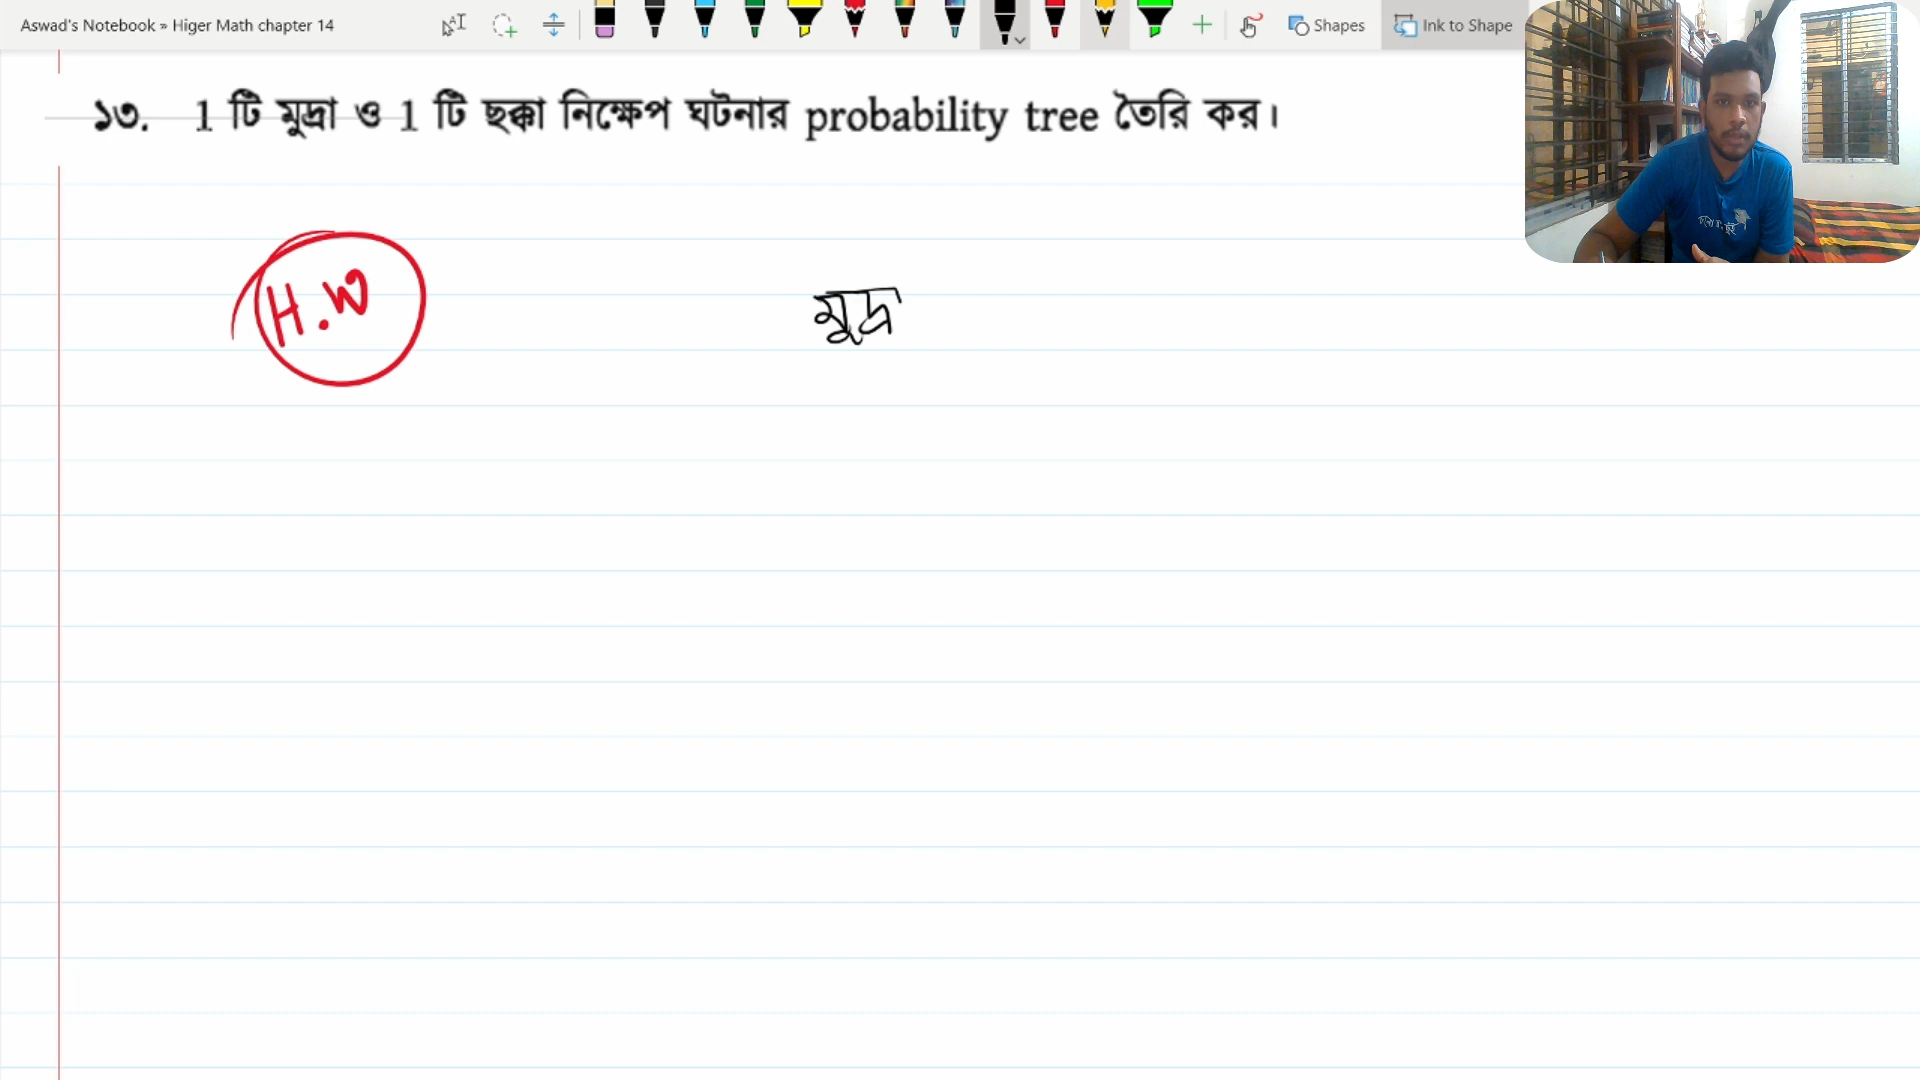 Aswad's Notebook » Higer Math chapter 14
Shapes
Ink to Shape
১৩. 1 টি মুদ্রা ও 1 টি ছক্কা নিক্ষেপ ঘটনার probability tree তৈরি কর।
H.W
মুদ্র